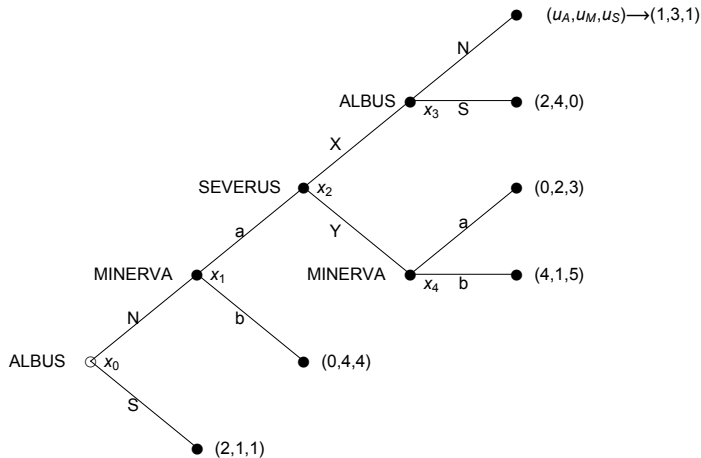 (u_A,u_M,u_S)→(1,3,1)
N
ALBUS x_3 S (2,4,0)
X
SEVERUS x_2 (0,2,3)
a Y a
MINERVA x_1 MINERVA x_4 b (4,1,5)
N b
ALBUS x_0 (0,4,4)
S
(2,1,1)